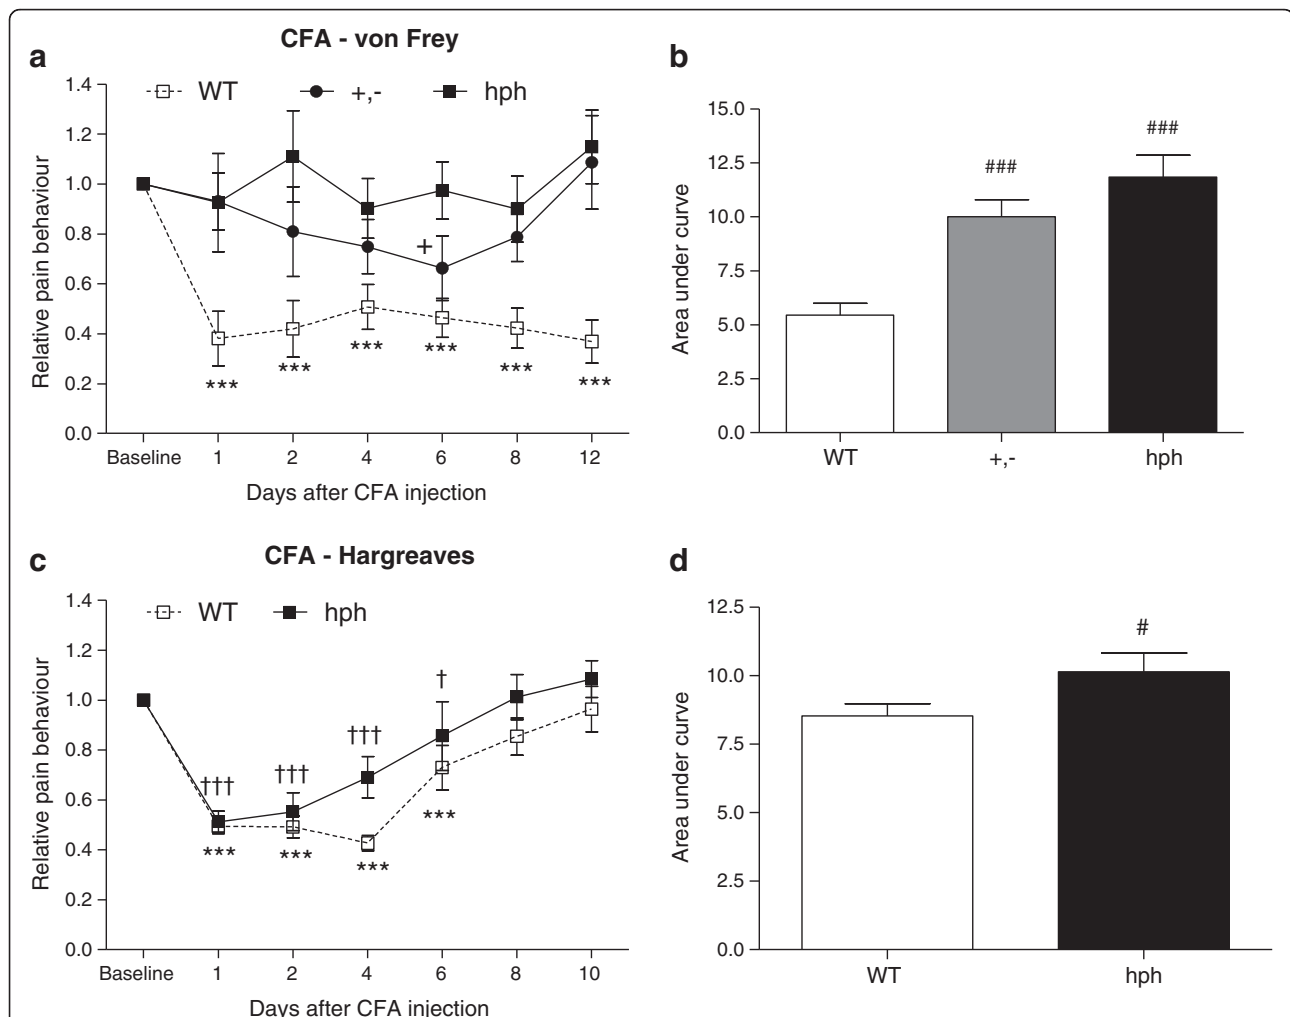 CFA - von Frey
a
WT +,- hph
1.4
1.2
1.0
0.8
0.6
0.4
0.2
0.0
Relative pain behaviour
+
*** *** *** *** *** ***
Baseline 1 2 4 6 8 12
Days after CFA injection
b
15.0
12.5
10.0
7.5
5.0
2.5
0.0
Area under curve
### ###
WT +,- hph
CFA - Hargreaves
c
WT hph
1.4
1.2
1.0
0.8
0.6
0.4
0.2
0.0
Relative pain behaviour
††† ††† ††† †
*** *** *** ***
Baseline 1 2 4 6 8 10
Days after CFA injection
d
12.5
10.0
7.5
5.0
2.5
0.0
Area under curve
#
WT hph